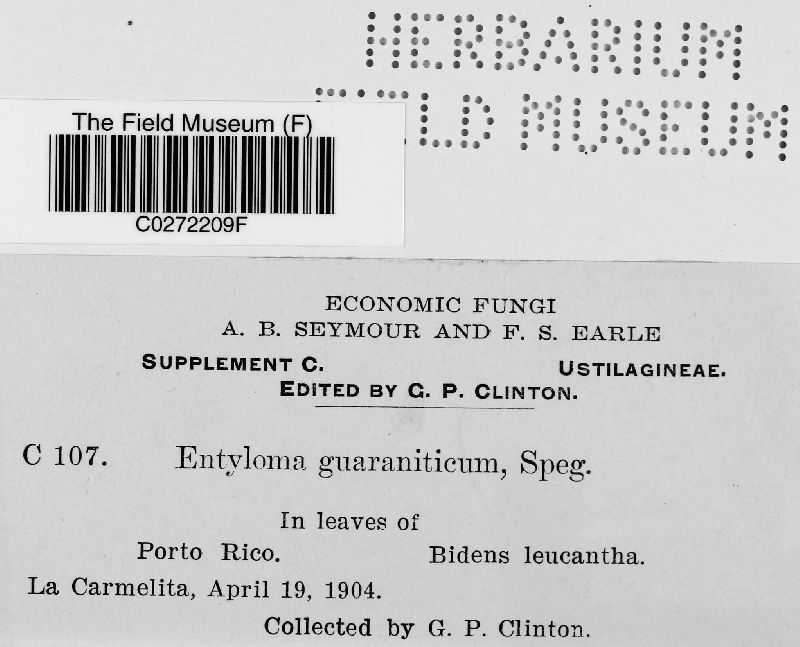 HERBARIUM
FIELD MUSEUM
The Field Museum (F)
C0272209F
ECONOMIC FUNGI
A. B. SEYMOUR AND F. S. EARLE
SUPPLEMENT C. USTILAGINEAE.
EDITED BY G. P. CLINTON.
C 107. Entyloma guaraniticum, Speg.
In leaves of
Porto Rico. Bidens leucantha.
La Carmelita, April 19, 1904.
Collected by G. P. Clinton.